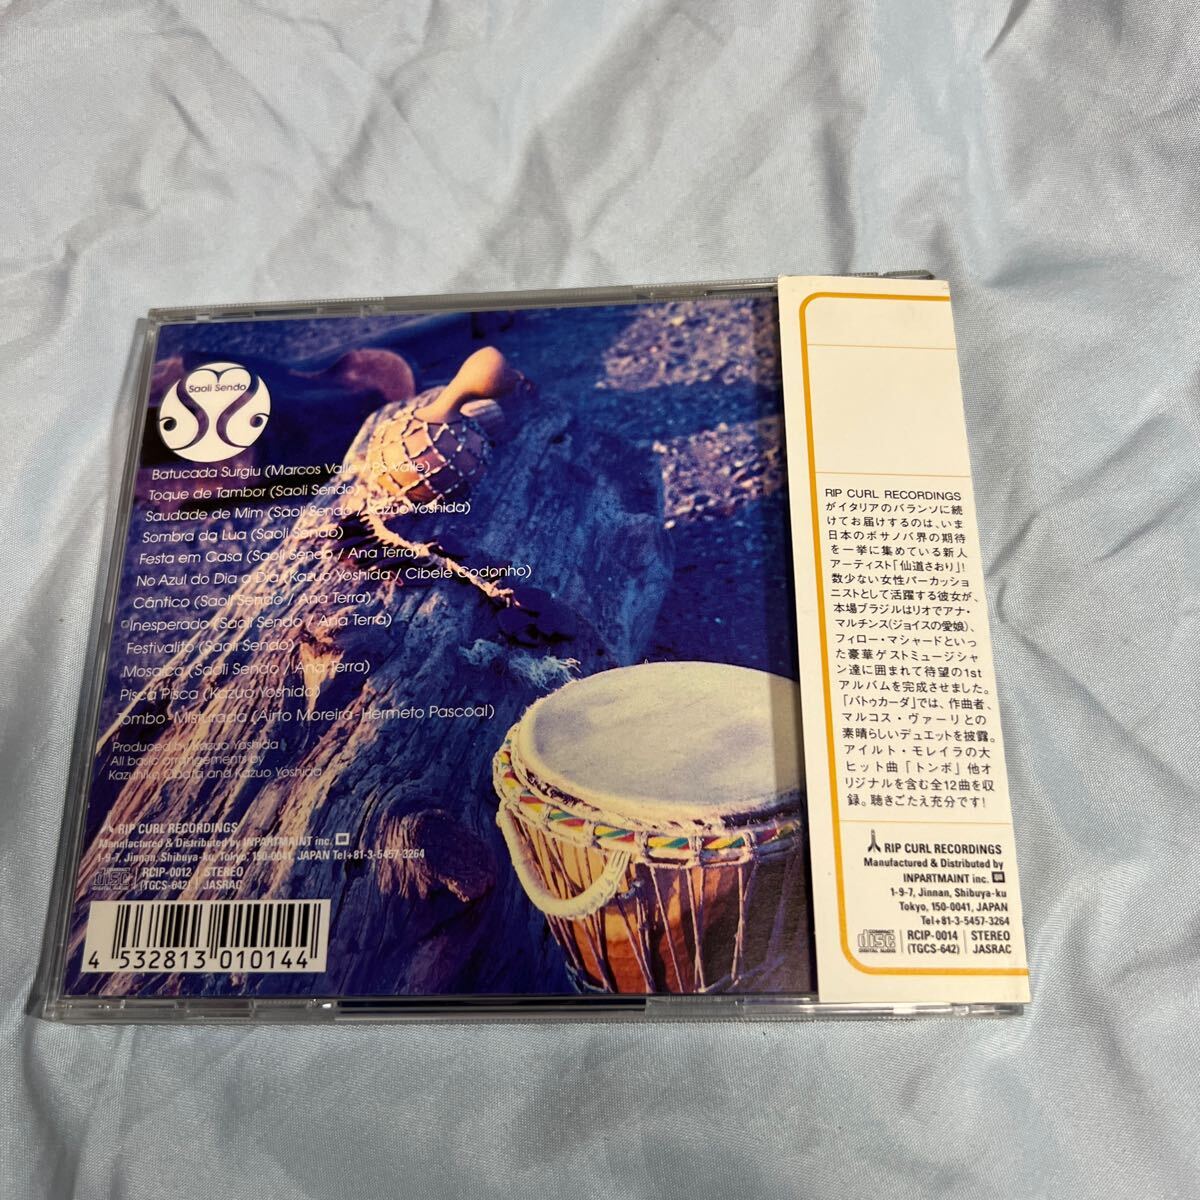 Saoli Sendo
Batucada Surgiu (Marcos Valle / PS Valle)
Toque de Tambor (Saoli Sendo)
Saudade de Mim (Saoli Sendo / Kazuo Yoshida)
Sombra da Lua (Saoli Sendo)
Festa em Casa (Saoli Sendo / Ana Terra)
No Azul do Dia a Dia (Kazuo Yoshida / Cibele Codonho)
Cântico (Saoli Sendo / Ana Terra)
Inesperado (Saoli Sendo / Ana Terra)
Festivalito (Saoli Sendo)
Mosaico (Saoli Sendo / Ana Terra)
Pisca Pisca (Kazuo Yoshida)
Tombo-Misturada (Airto Moreira-Hermeto Pascoal)
Produced by Kazuo Yoshida
All basic arrangements by
Kazuhiko Obata and Kazuo Yoshida
RIP CURL RECORDINGS
Manufactured & Distributed by INPARTMAINT inc.
1-9-7, Jinnan, Shibuya-ku, Tokyo, 150-0041, JAPAN Tel+81-3-5457-3264
COMPACT disc DIGITAL AUDIO
RCIP-0012 STEREO
(TGCS-642) JASRAC
4 532813 010144
RIP CURL RECORDINGS
がイタリアのバランソに続
けてお届けするのは、いま
日本のボサノバ界の期待
を一挙に集めている新人
アーティスト「仙道さおり」!
数少ない女性パーカッショ
ニストとして活躍する彼女が、
本場ブラジルはリオでアナ・
マルチンス(ジョイスの愛娘)、
フィロー・マシャードといっ
た豪華ゲストミュージシャ
ン達に囲まれて待望の1st
アルバムを完成させました。
「バトゥカーダ」では、作曲者、
マルコス・ヴァーリとの
素晴らしいデュエットを披露。
アイルト・モレイラの大
ヒット曲「トンボ」他オ
リジナルを含む全12曲を収
録。聴きごたえ充分です!
RIP CURL RECORDINGS
Manufactured & Distributed by
INPARTMAINT inc.
1-9-7, Jinnan, Shibuya-ku
Tokyo, 150-0041, JAPAN
Tel+81-3-5457-3264
COMPACT disc DIGITAL AUDIO
RCIP-0014 STEREO
(TGCS-642) JASRAC